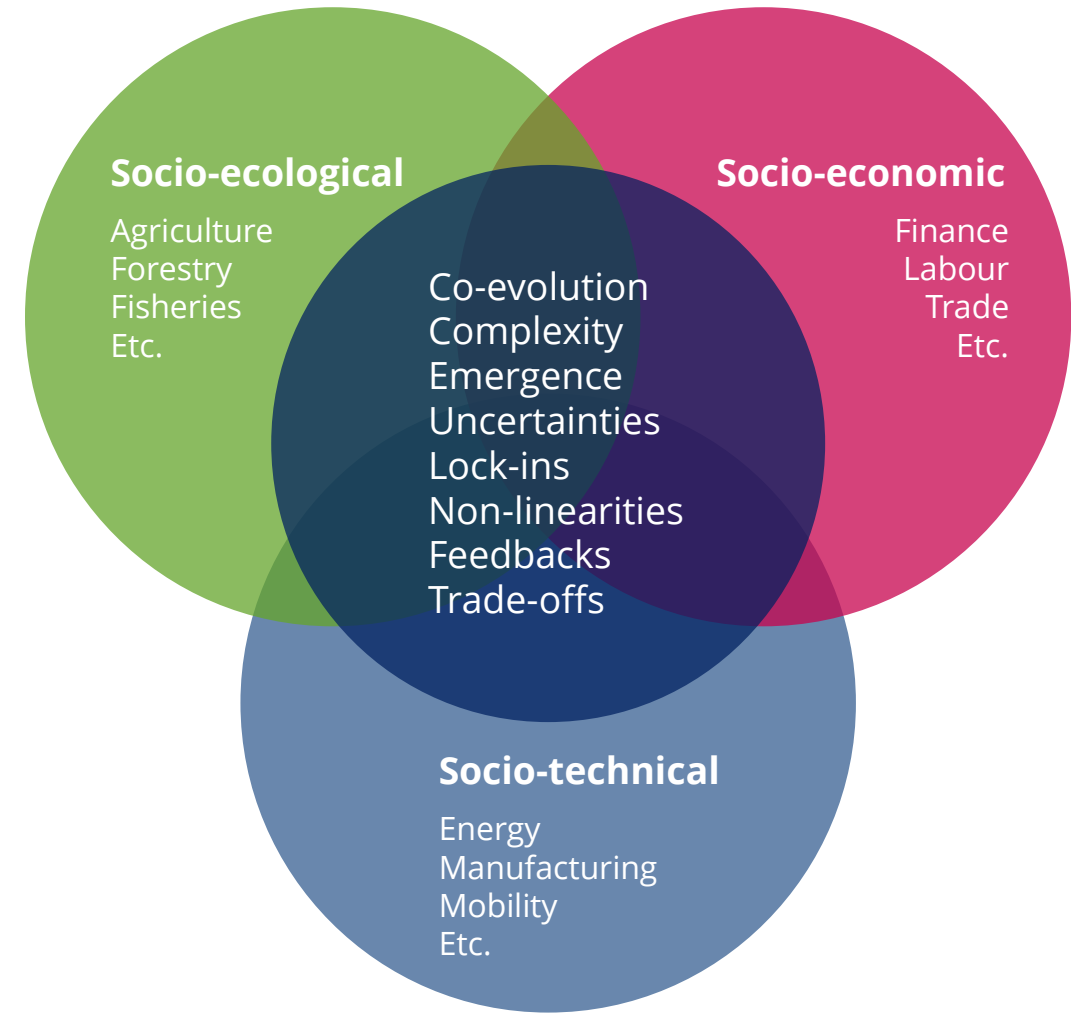 Socio-ecological
Agriculture
Forestry
Fisheries
Etc.
Socio-economic
Finance
Labour
Trade
Etc.
Co-evolution
Complexity
Emergence
Uncertainties
Lock-ins
Non-linearities
Feedbacks
Trade-offs
Socio-technical
Energy
Manufacturing
Mobility
Etc.